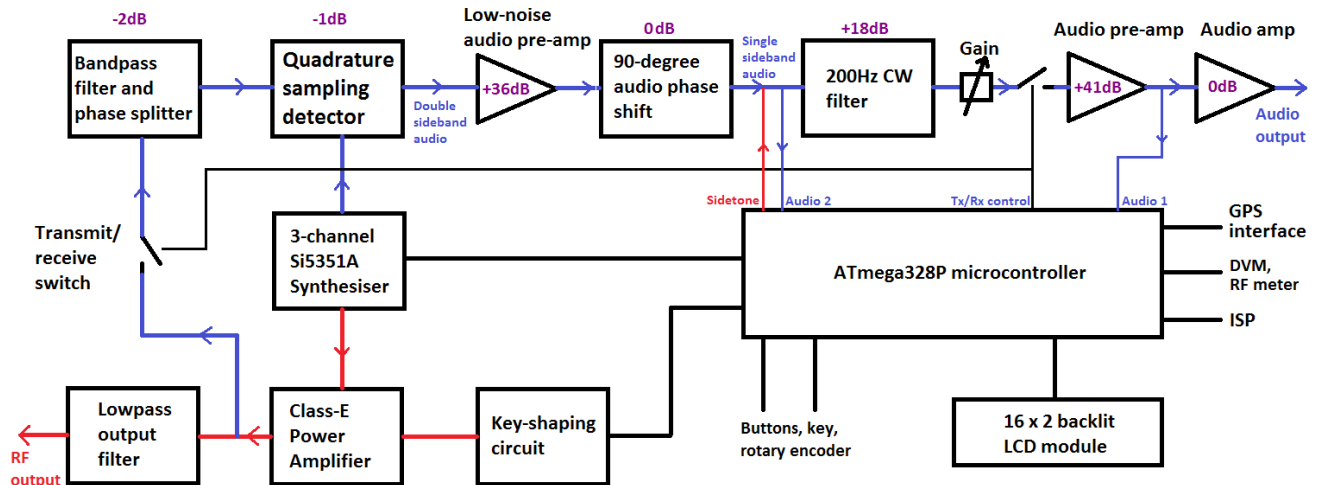 -2dB
-1dB
Low-noise
audio pre-amp
0dB
+18dB
Audio pre-amp
Audio amp
Bandpass
filter and
phase splitter
Quadrature
sampling
detector
Double
sideband
audio
+36dB
90-degree
audio phase
shift
Single
sideband
audio
200Hz CW
filter
Gain
+41dB
0dB
Audio
output
Sidetone
Audio 2
Tx/Rx control
Audio 1
Transmit/
receive
switch
3-channel
Si5351A
Synthesiser
ATmega328P microcontroller
GPS
interface
DVM,
RF meter
ISP
RF
output
Lowpass
output
filter
Class-E
Power
Amplifier
Key-shaping
circuit
Buttons, key,
rotary encoder
16 x 2 backlit
LCD module